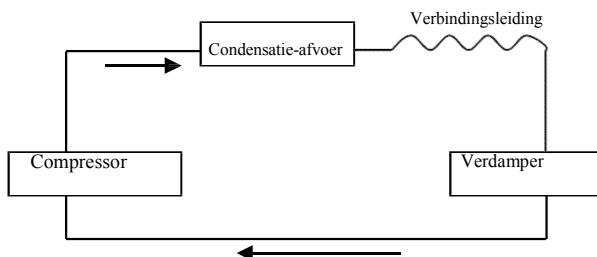 Verbindingsleiding
Condensatie-afvoer
Compressor
Verdamper